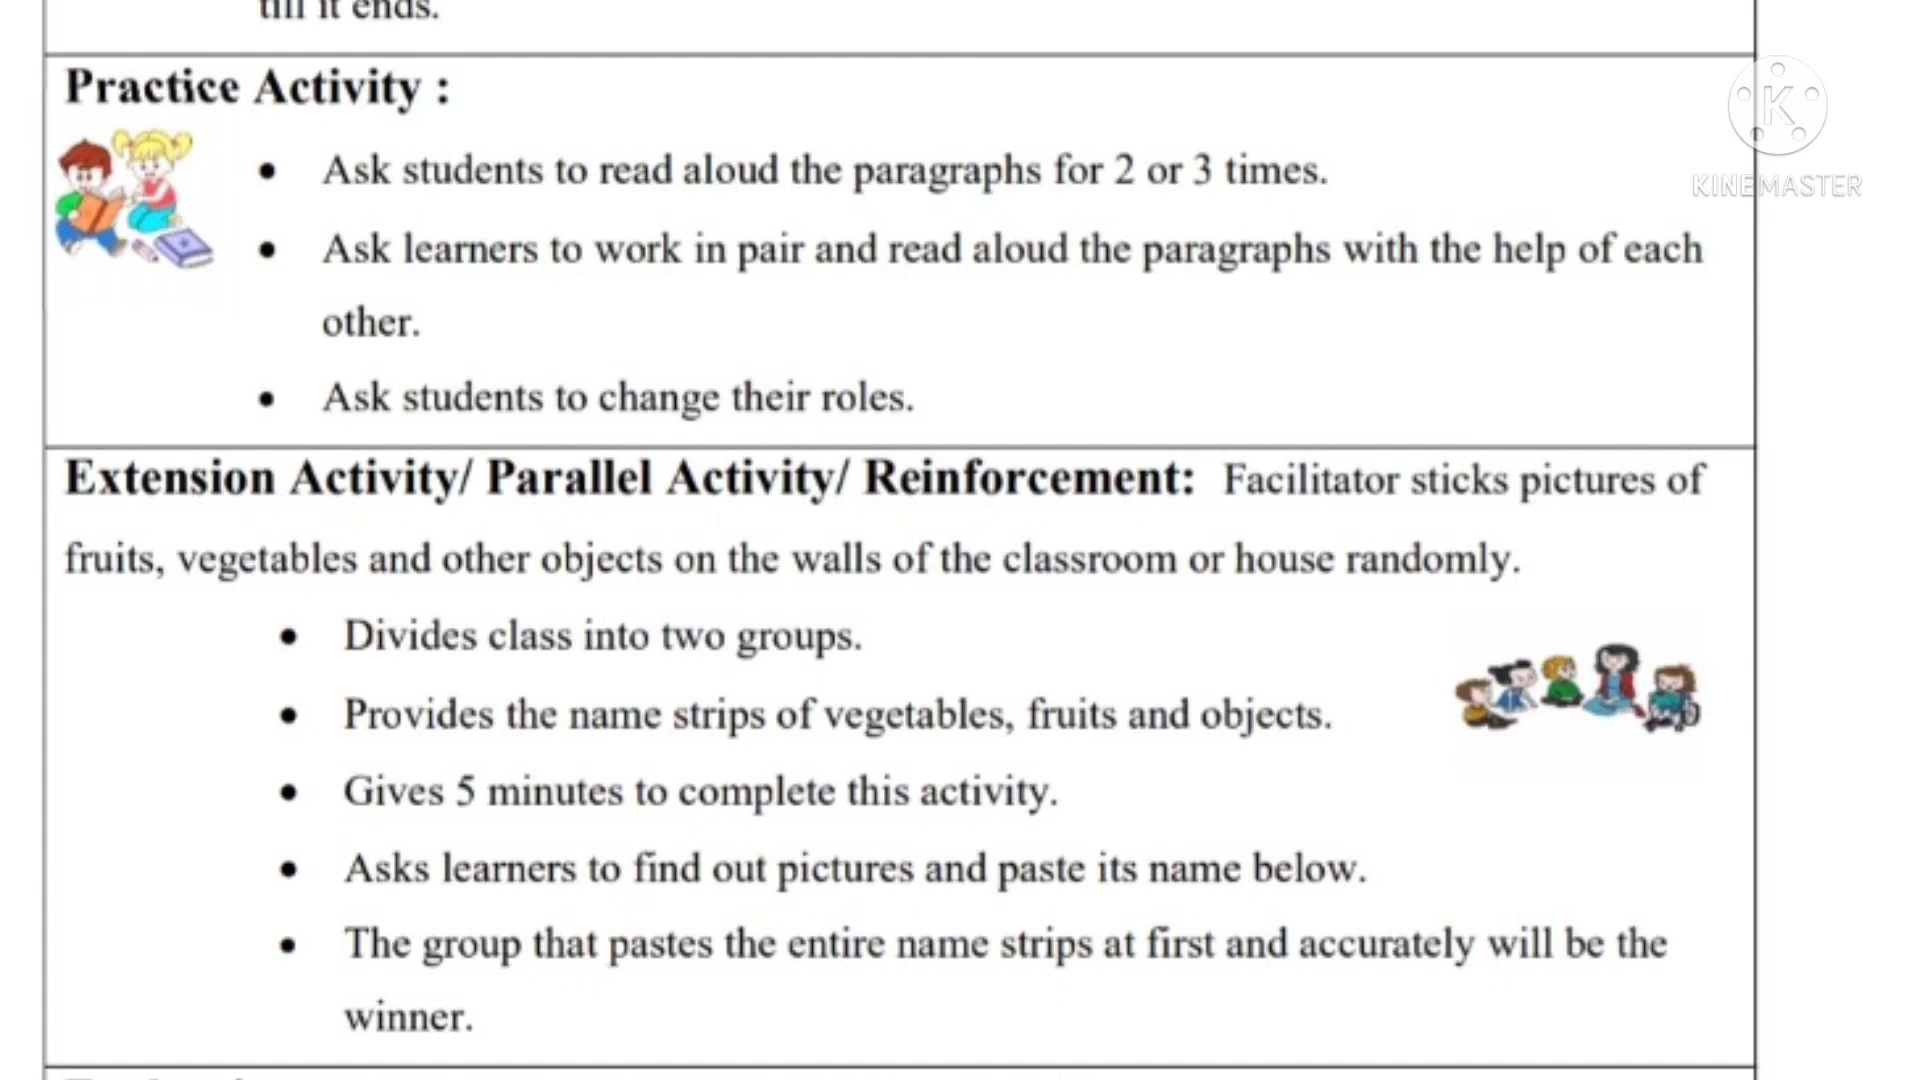 till it ends.
Practice Activity :
• Ask students to read aloud the paragraphs for 2 or 3 times.
• Ask learners to work in pair and read aloud the paragraphs with the help of each
other.
• Ask students to change their roles.
Extension Activity/ Parallel Activity/ Reinforcement: Facilitator sticks pictures of
fruits, vegetables and other objects on the walls of the classroom or house randomly.
• Divides class into two groups.
• Provides the name strips of vegetables, fruits and objects.
• Gives 5 minutes to complete this activity.
• Asks learners to find out pictures and paste its name below.
• The group that pastes the entire name strips at first and accurately will be the
winner.
K
KINEMASTER